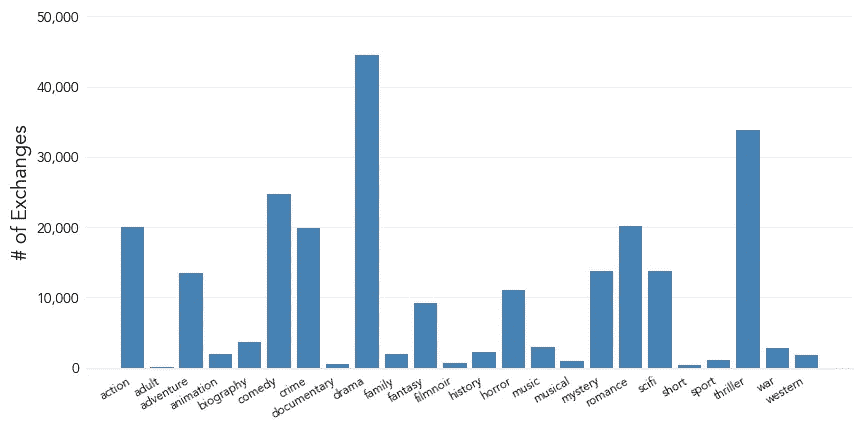 50,000
40,000
30,000
20,000
10,000
0
# of Exchanges
action
adult
adventure
animation
biography
comedy
crime
documentary
drama
family
fantasy
filmnoir
history
horror
music
musical
mystery
romance
scifi
short
sport
thriller
war
western